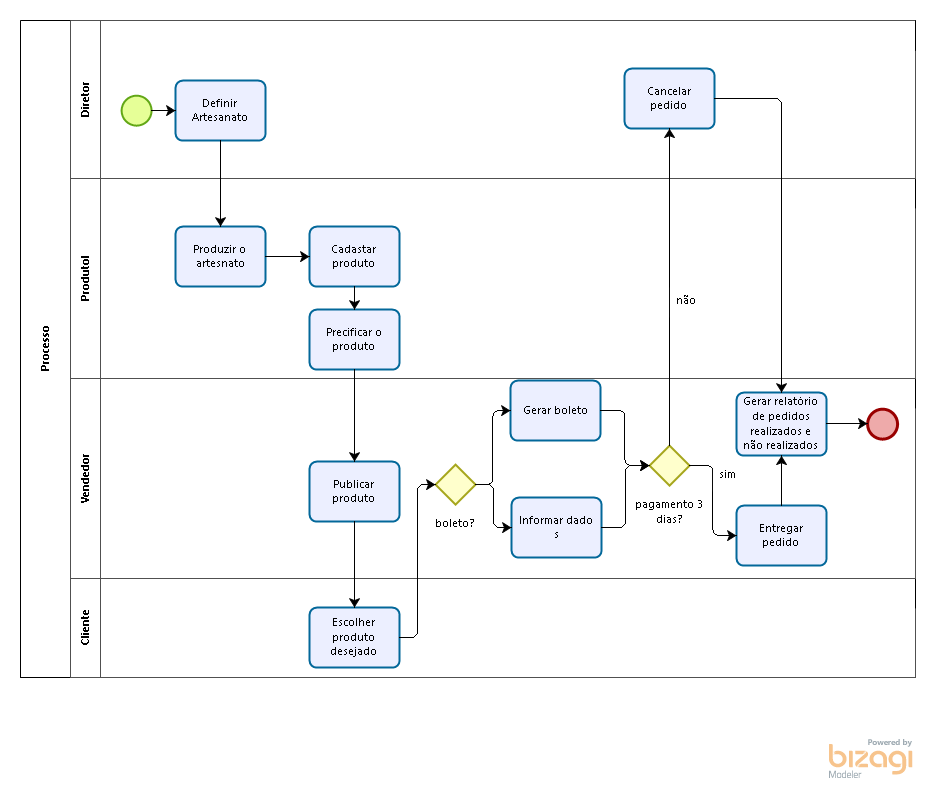 Processo
Diretor
Definir
Artesanato
Cancelar
pedido
Produtol
Produzir o
artesnato
Cadastar
produto
Precificar o
produto
não
Vendedor
Publicar
produto
boleto?
Gerar boleto
Informar dado
s
pagamento 3
dias?
sim
Gerar relatório
de pedidos
realizados e
não realizados
Entregar
pedido
Cliente
Escolher
produto
desejado
Powered by
bizagi
Modeler